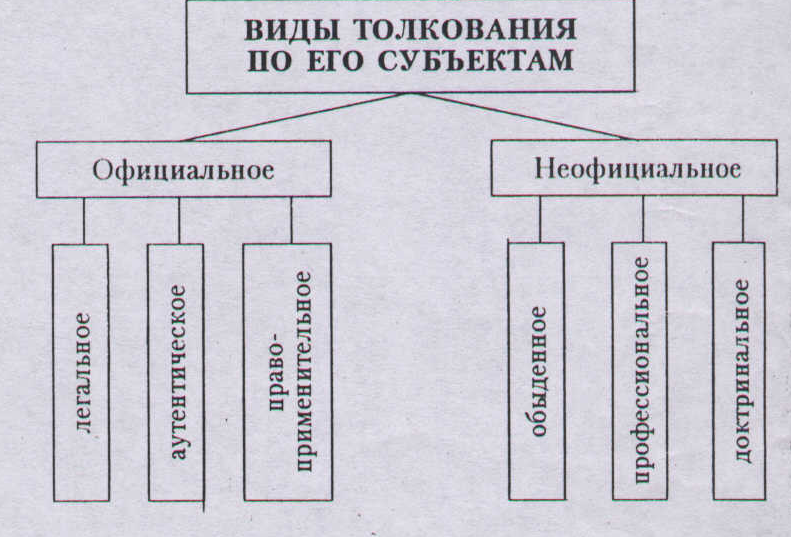 ВИДЫ ТОЛКОВАНИЯ
ПО ЕГО СУБЪЕКТАМ
Официальное
Неофициальное
легальное
аутентическое
право-
применительное
обыденное
профессиональное
доктринальное